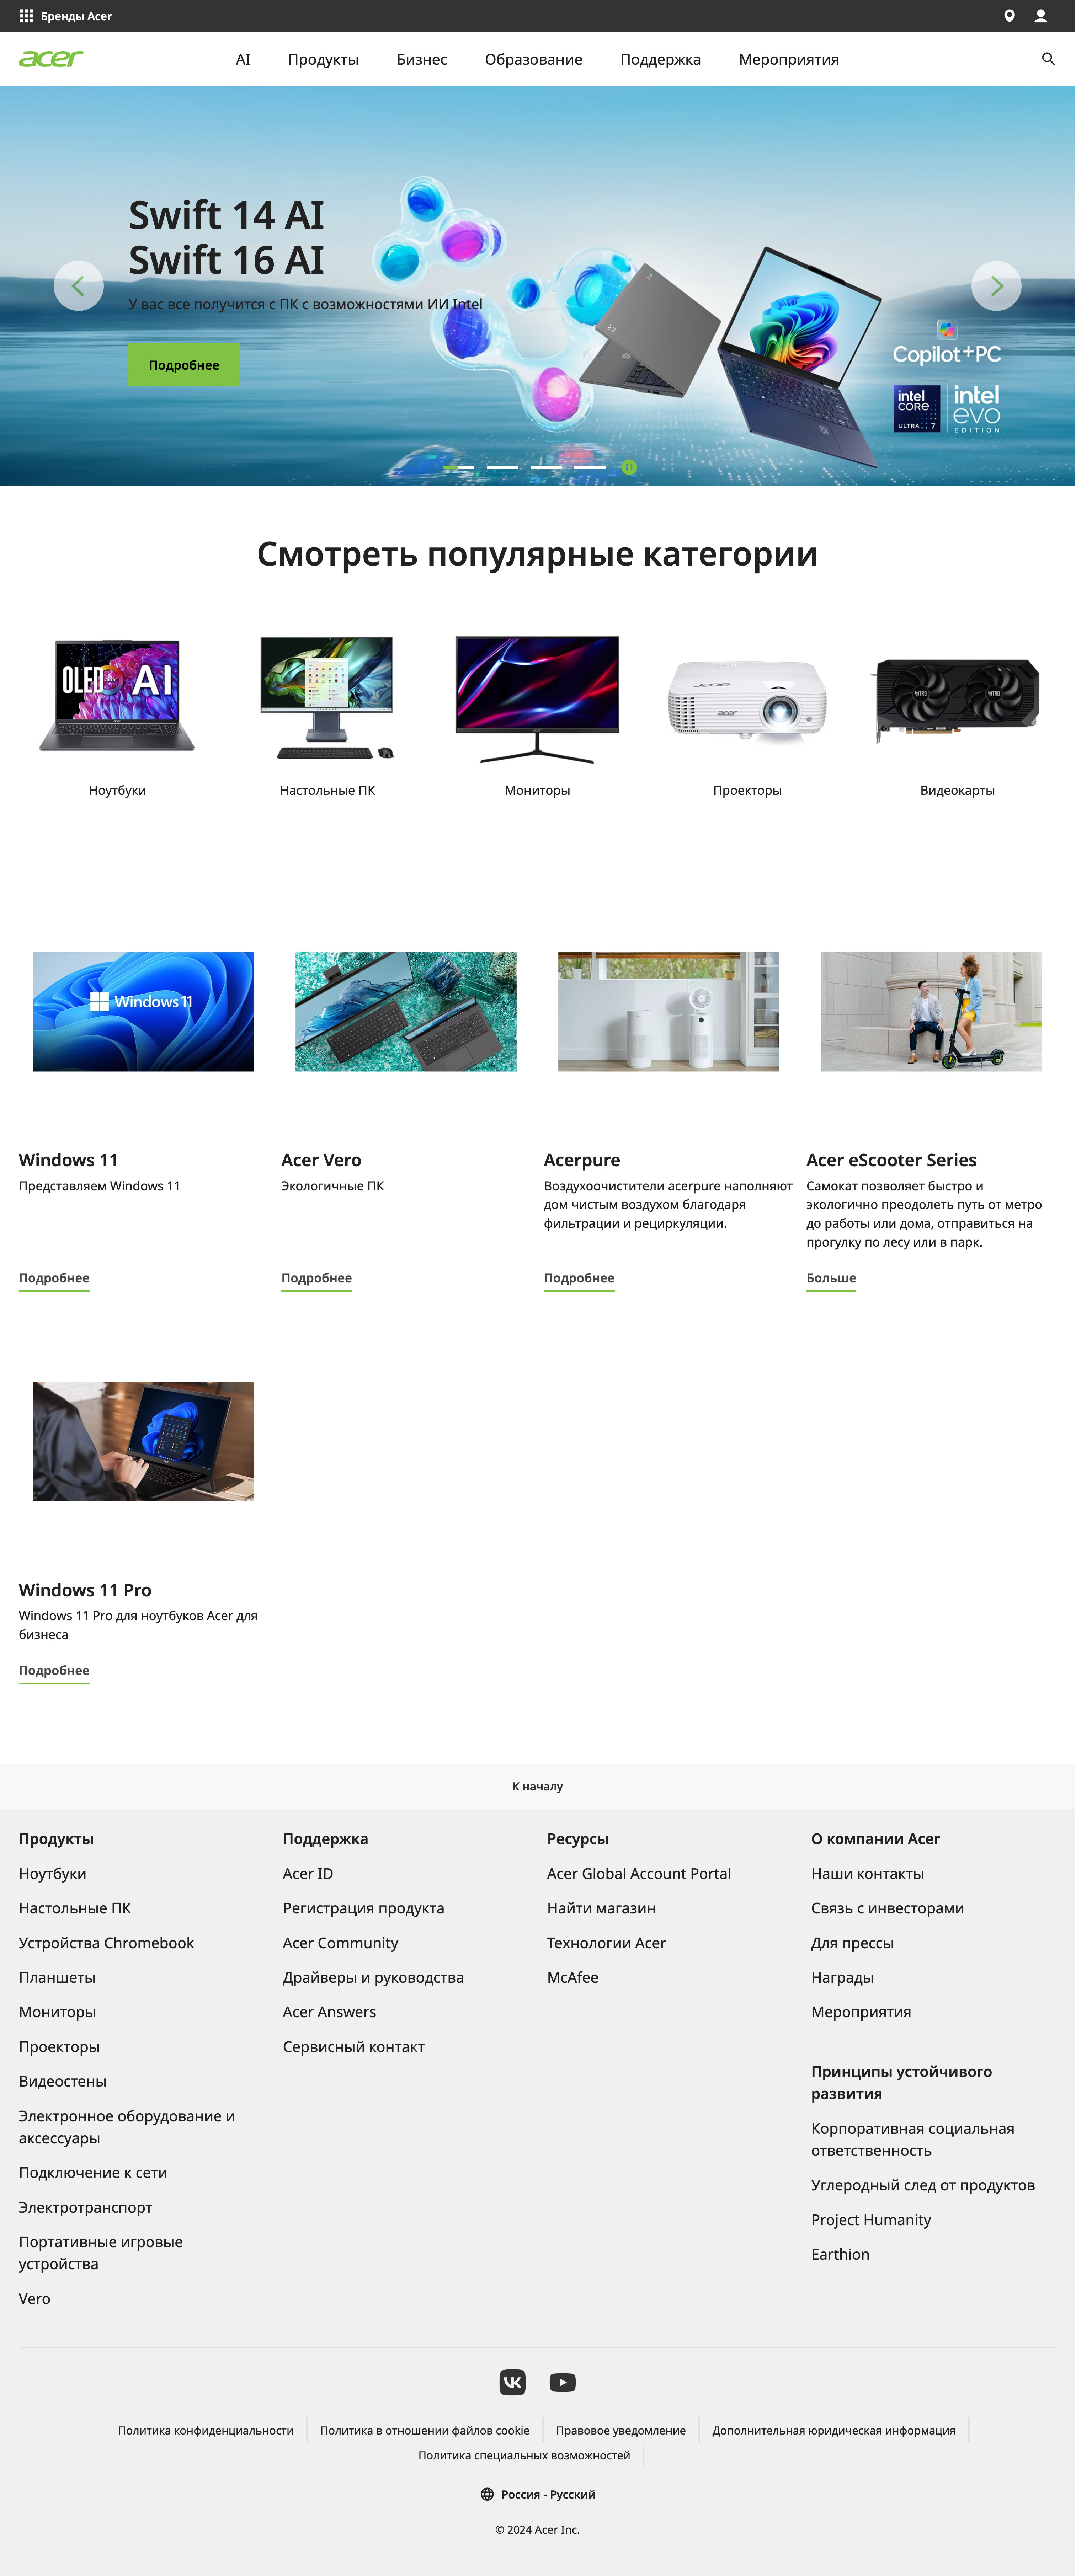 Бренды Acer
acer
AI
Продукты
Бизнес
Образование
Поддержка
Мероприятия
Swift 14 AI
Swift 16 AI
У вас все получится с ПК с возможностями ИИ Intel
Подробнее
Copilot+PC
intel
CORE
ULTRA 7
intel
evo
EDITION
Смотреть популярные категории
OLED AI
acer
NITRO
NITRO
Ноутбуки
Настольные ПК
Мониторы
Проекторы
Видеокарты
Windows 11
Windows 11
Представляем Windows 11
Подробнее
Acer Vero
Экологичные ПК
Подробнее
Acerpure
Воздухоочистители acerpure наполняют
дом чистым воздухом благодаря
фильтрации и рециркуляции.
Подробнее
Acer eScooter Series
Самокат позволяет быстро и
экологично преодолеть путь от метро
до работы или дома, отправиться на
прогулку по лесу или в парк.
Больше
Windows 11 Pro
Windows 11 Pro для ноутбуков Acer для
бизнеса
Подробнее
К началу
Продукты
Ноутбуки
Настольные ПК
Устройства Chromebook
Планшеты
Мониторы
Проекторы
Видеостены
Электронное оборудование и
аксессуары
Подключение к сети
Электротранспорт
Портативные игровые
устройства
Vero
Поддержка
Acer ID
Регистрация продукта
Acer Community
Драйверы и руководства
Acer Answers
Сервисный контакт
Ресурсы
Acer Global Account Portal
Найти магазин
Технологии Acer
McAfee
О компании Acer
Наши контакты
Связь с инвесторами
Для прессы
Награды
Мероприятия
Принципы устойчивого
развития
Корпоративная социальная
ответственность
Углеродный след от продуктов
Project Humanity
Earthion
Политика конфиденциальности
Политика в отношении файлов cookie
Правовое уведомление
Дополнительная юридическая информация
Политика специальных возможностей
Россия - Русский
© 2024 Acer Inc.